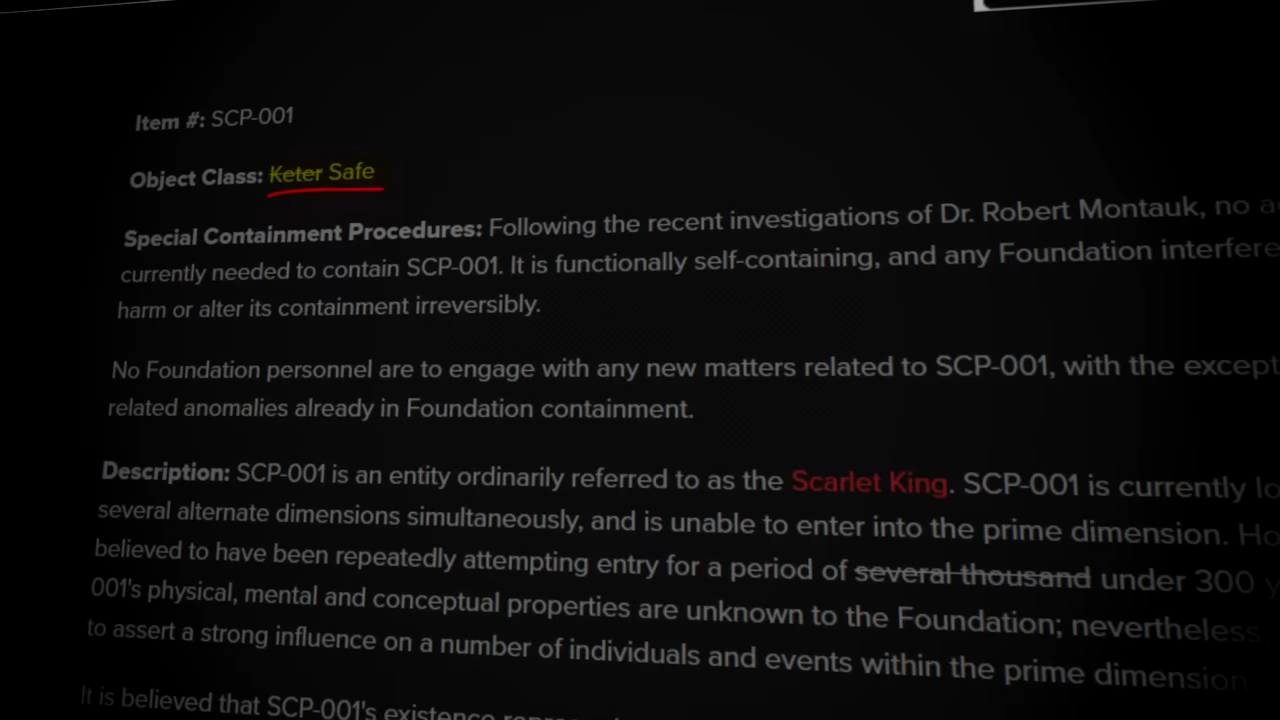 Item #: SCP-001
Object Class: Keter Safe
Special Containment Procedures: Following the recent investigations of Dr. Robert Montauk, no
currently needed to contain SCP-001. It is functionally self-containing, and any Foundation
harm or alter its containment irreversibly.
No Foundation personnel are to engage with any new matters related to SCP-001, with the
related anomalies already in Foundation containment.
Description: SCP-001 is an entity ordinarily referred to as the Scarlet King. SCP-001 is currently
several alternate dimensions simultaneously, and is unable to enter into the prime dimension.
believed to have been repeatedly attempting entry for a period of several thousand under 300
001's physical, mental and conceptual properties are unknown to the Foundation; nevertheless,
to assert a strong influence on a number of individuals and events within the prime dimension
It is believed that SCP-001's existence